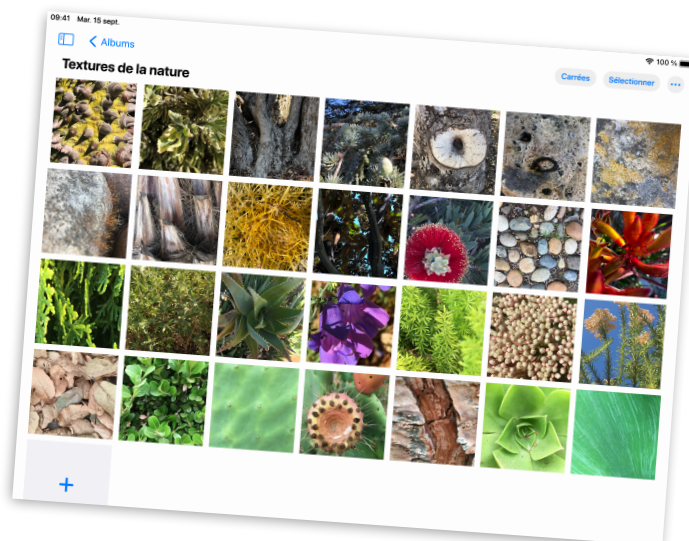 09:41 Mar. 15 sept.
100 %
Albums
Textures de la nature
Carrées
Sélectionner